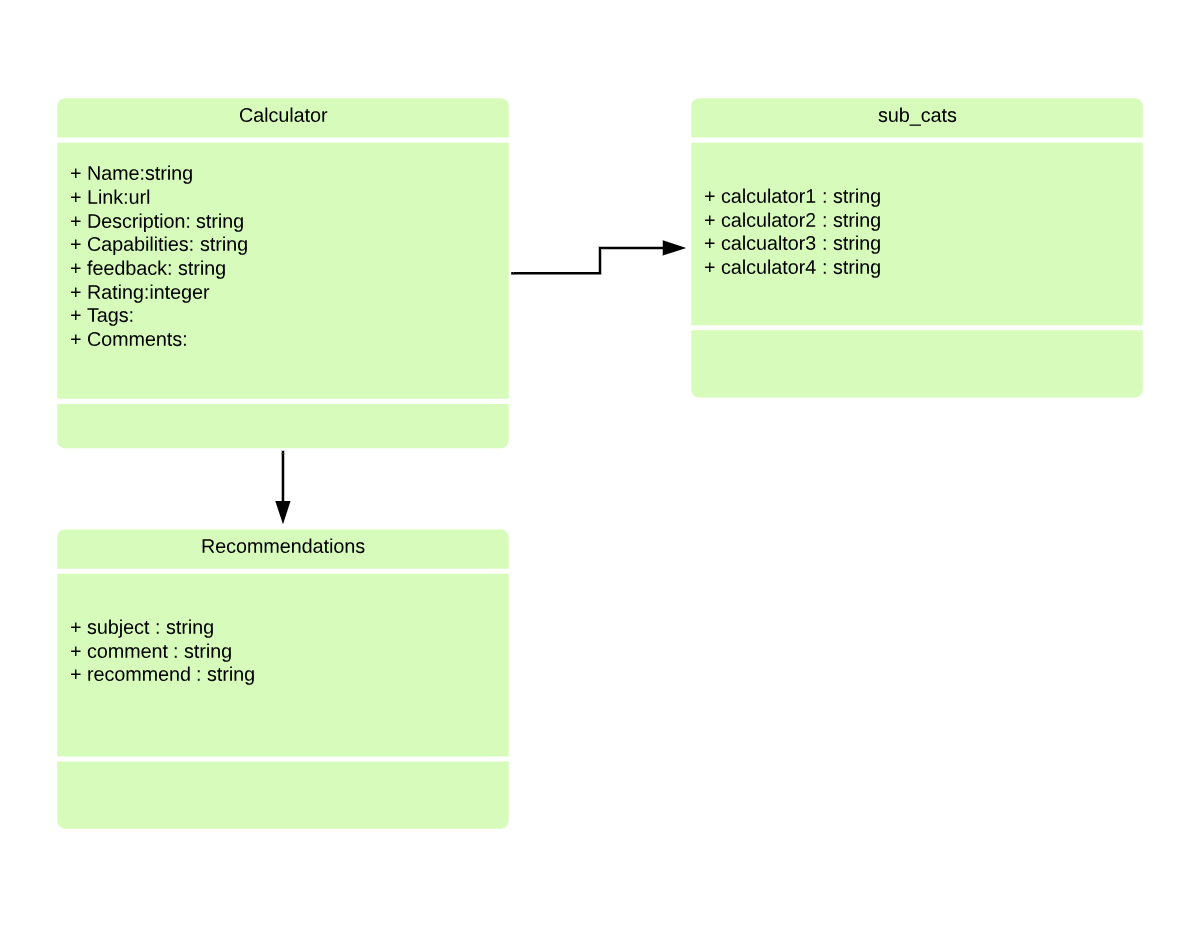 Calculator
+ Name:string
+ Link:url
+ Description: string
+ Capabilities: string
+ feedback: string
+ Rating:integer
+ Tags:
+ Comments:
sub_cats
+ calculator1 : string
+ calculator2 : string
+ calcualtor3 : string
+ calculator4 : string
Recommendations
+ subject : string
+ comment : string
+ recommend : string